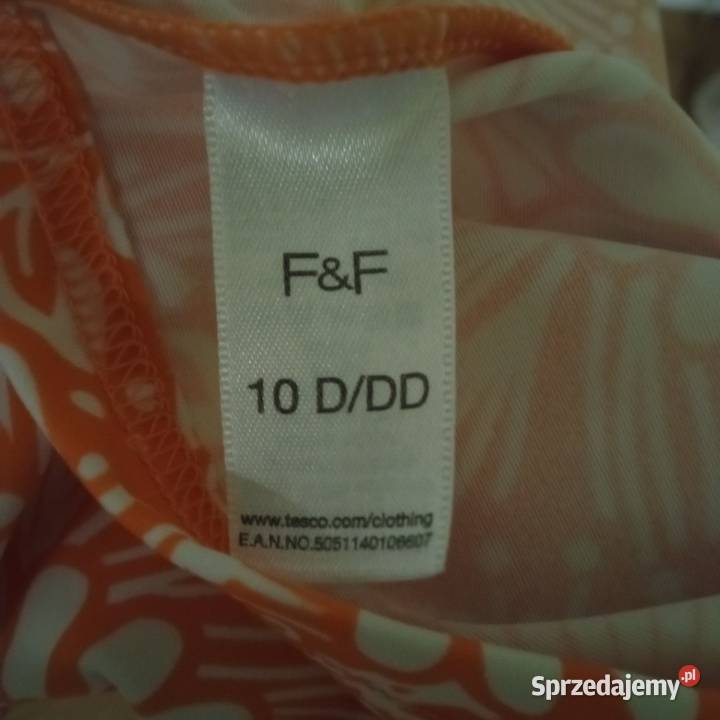 F&F
10 D/DD
www.tesco.com/clothing
E.A.N.NO.5051140106607
Sprzedajemy.pl